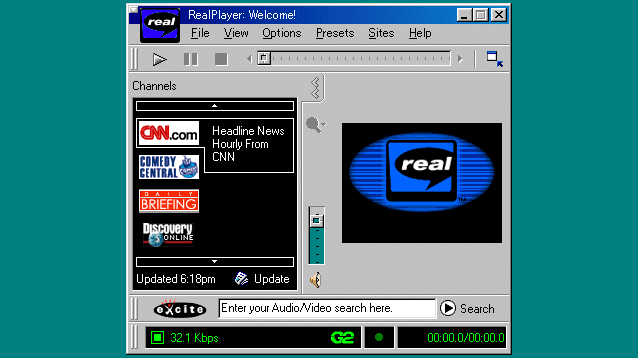 real
RealPlayer: Welcome!
File View Options Presets Sites Help
Channels
CNN.com
Headline News
Hourly From
CNN
COMEDY
CENTRAL
DAILY
BRIEFING
Discovery
ONLINE
real
Updated 6:18pm
Update
excite
Enter your Audio/Video search here.
Search
32.1 Kbps
G2
00:00.0/00:00.0